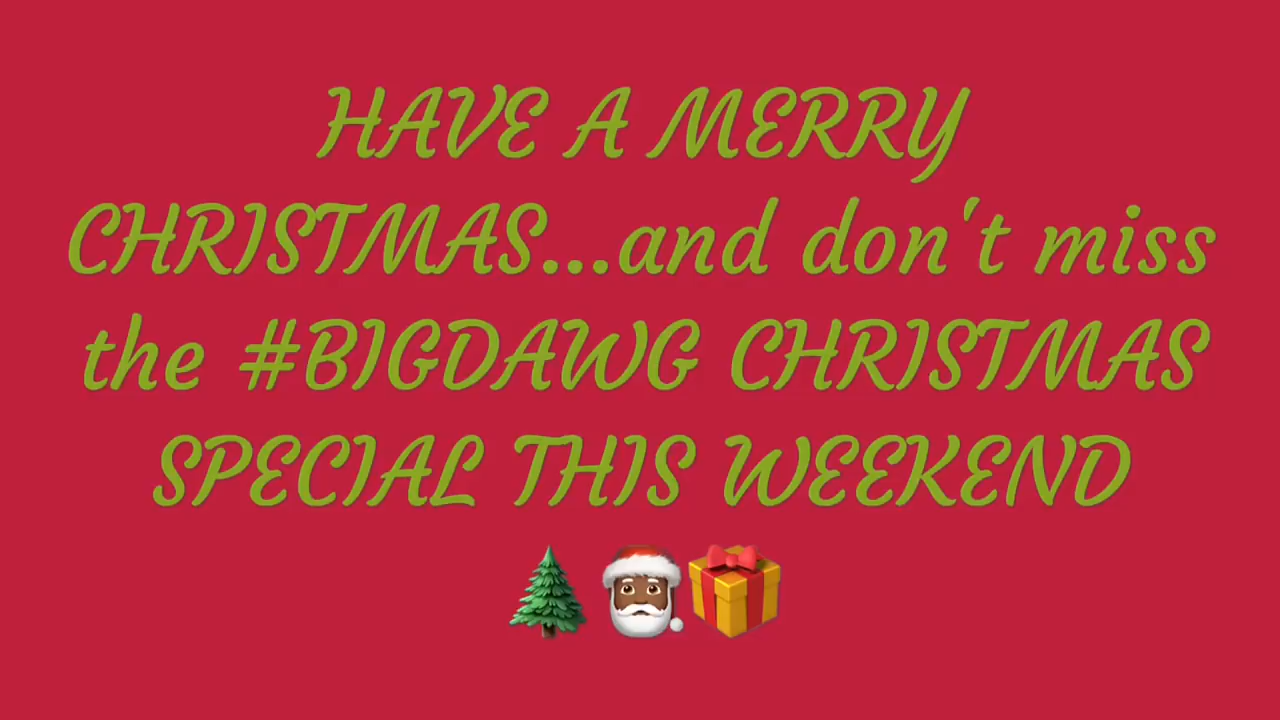 HAVE A MERRY
CHRISTMAS...and don't miss
the #BIGDAWG CHRISTMAS
SPECIAL THIS WEEKEND
🌲🎅🏿🎁